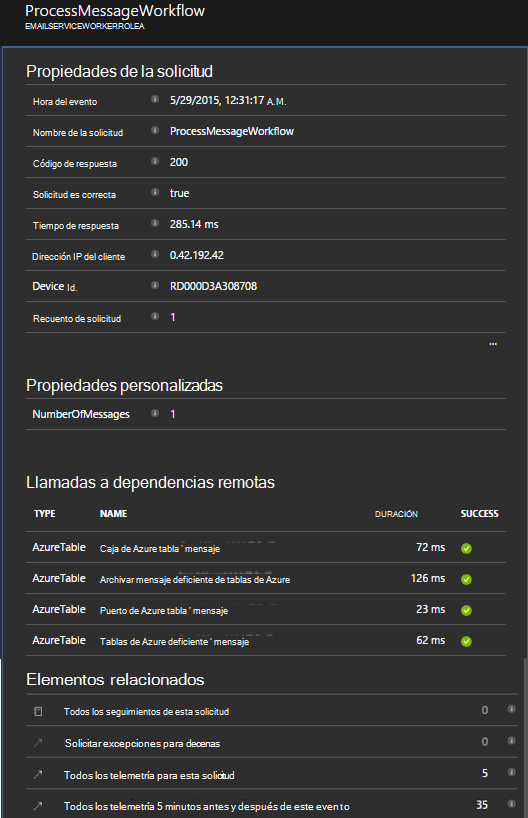 ProcessMessageWorkflow
EMAILSERVICEWORKERROLEA
Propiedades de la solicitud
Hora del evento 5/29/2015, 12:31:17 A.M.
Nombre de la solicitud ProcessMessageWorkflow
Código de respuesta 200
Solicitud es correcta true
Tiempo de respuesta 285.14 ms
Dirección IP del cliente 0.42.192.42
Device Id. RD000D3A308708
Recuento de solicitud 1
...
Propiedades personalizadas
NumberOfMessages 1
Llamadas a dependencias remotas
TYPE NAME DURACIÓN SUCCESS
AzureTable Caja de Azure tabla ' mensaje 72 ms
AzureTable Archivar mensaje deficiente de tablas de Azure 126 ms
AzureTable Puerto de Azure tabla ' mensaje 23 ms
AzureTable Tablas de Azure deficiente ' mensaje 62 ms
Elementos relacionados
Todos los seguimientos de esta solicitud 0
Solicitar excepciones para decenas 0
Todos los telemetría para esta solicitud 5
Todos los telemetría 5 minutos antes y después de este evento 35